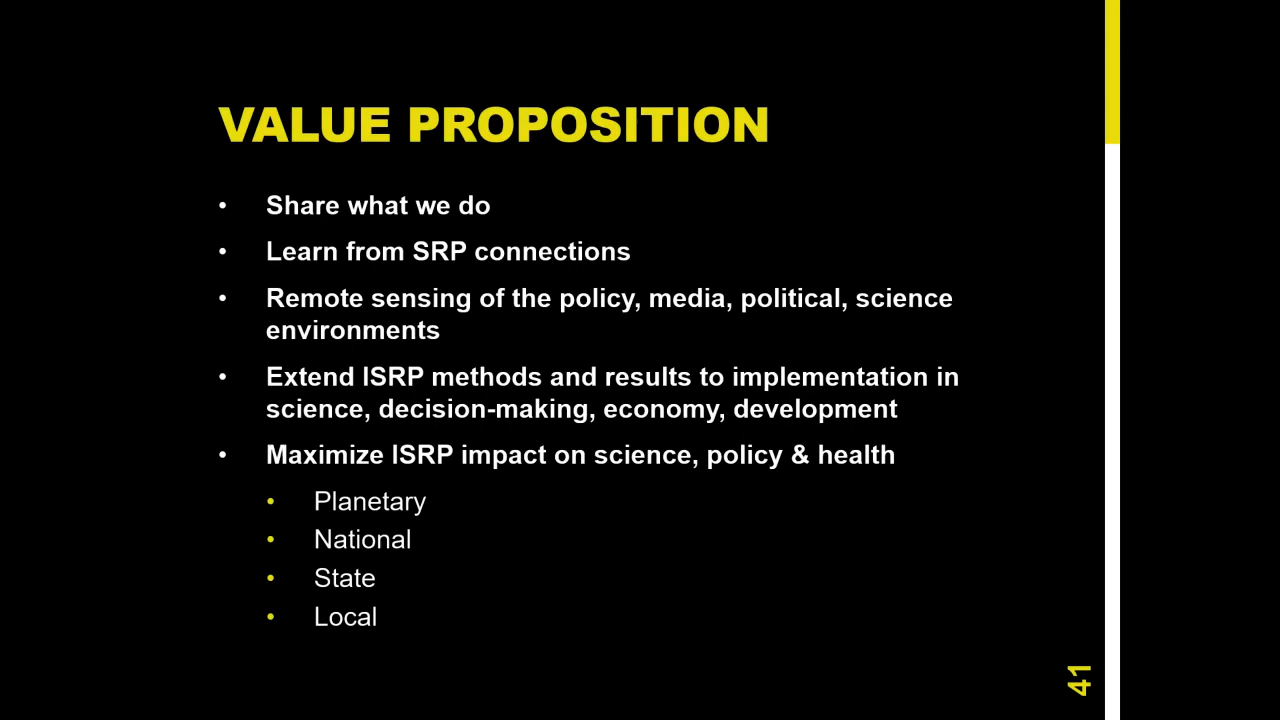 VALUE PROPOSITION
• Share what we do
• Learn from SRP connections
• Remote sensing of the policy, media, political, science
environments
• Extend ISRP methods and results to implementation in
science, decision-making, economy, development
• Maximize ISRP impact on science, policy & health
• Planetary
• National
• State
• Local
41